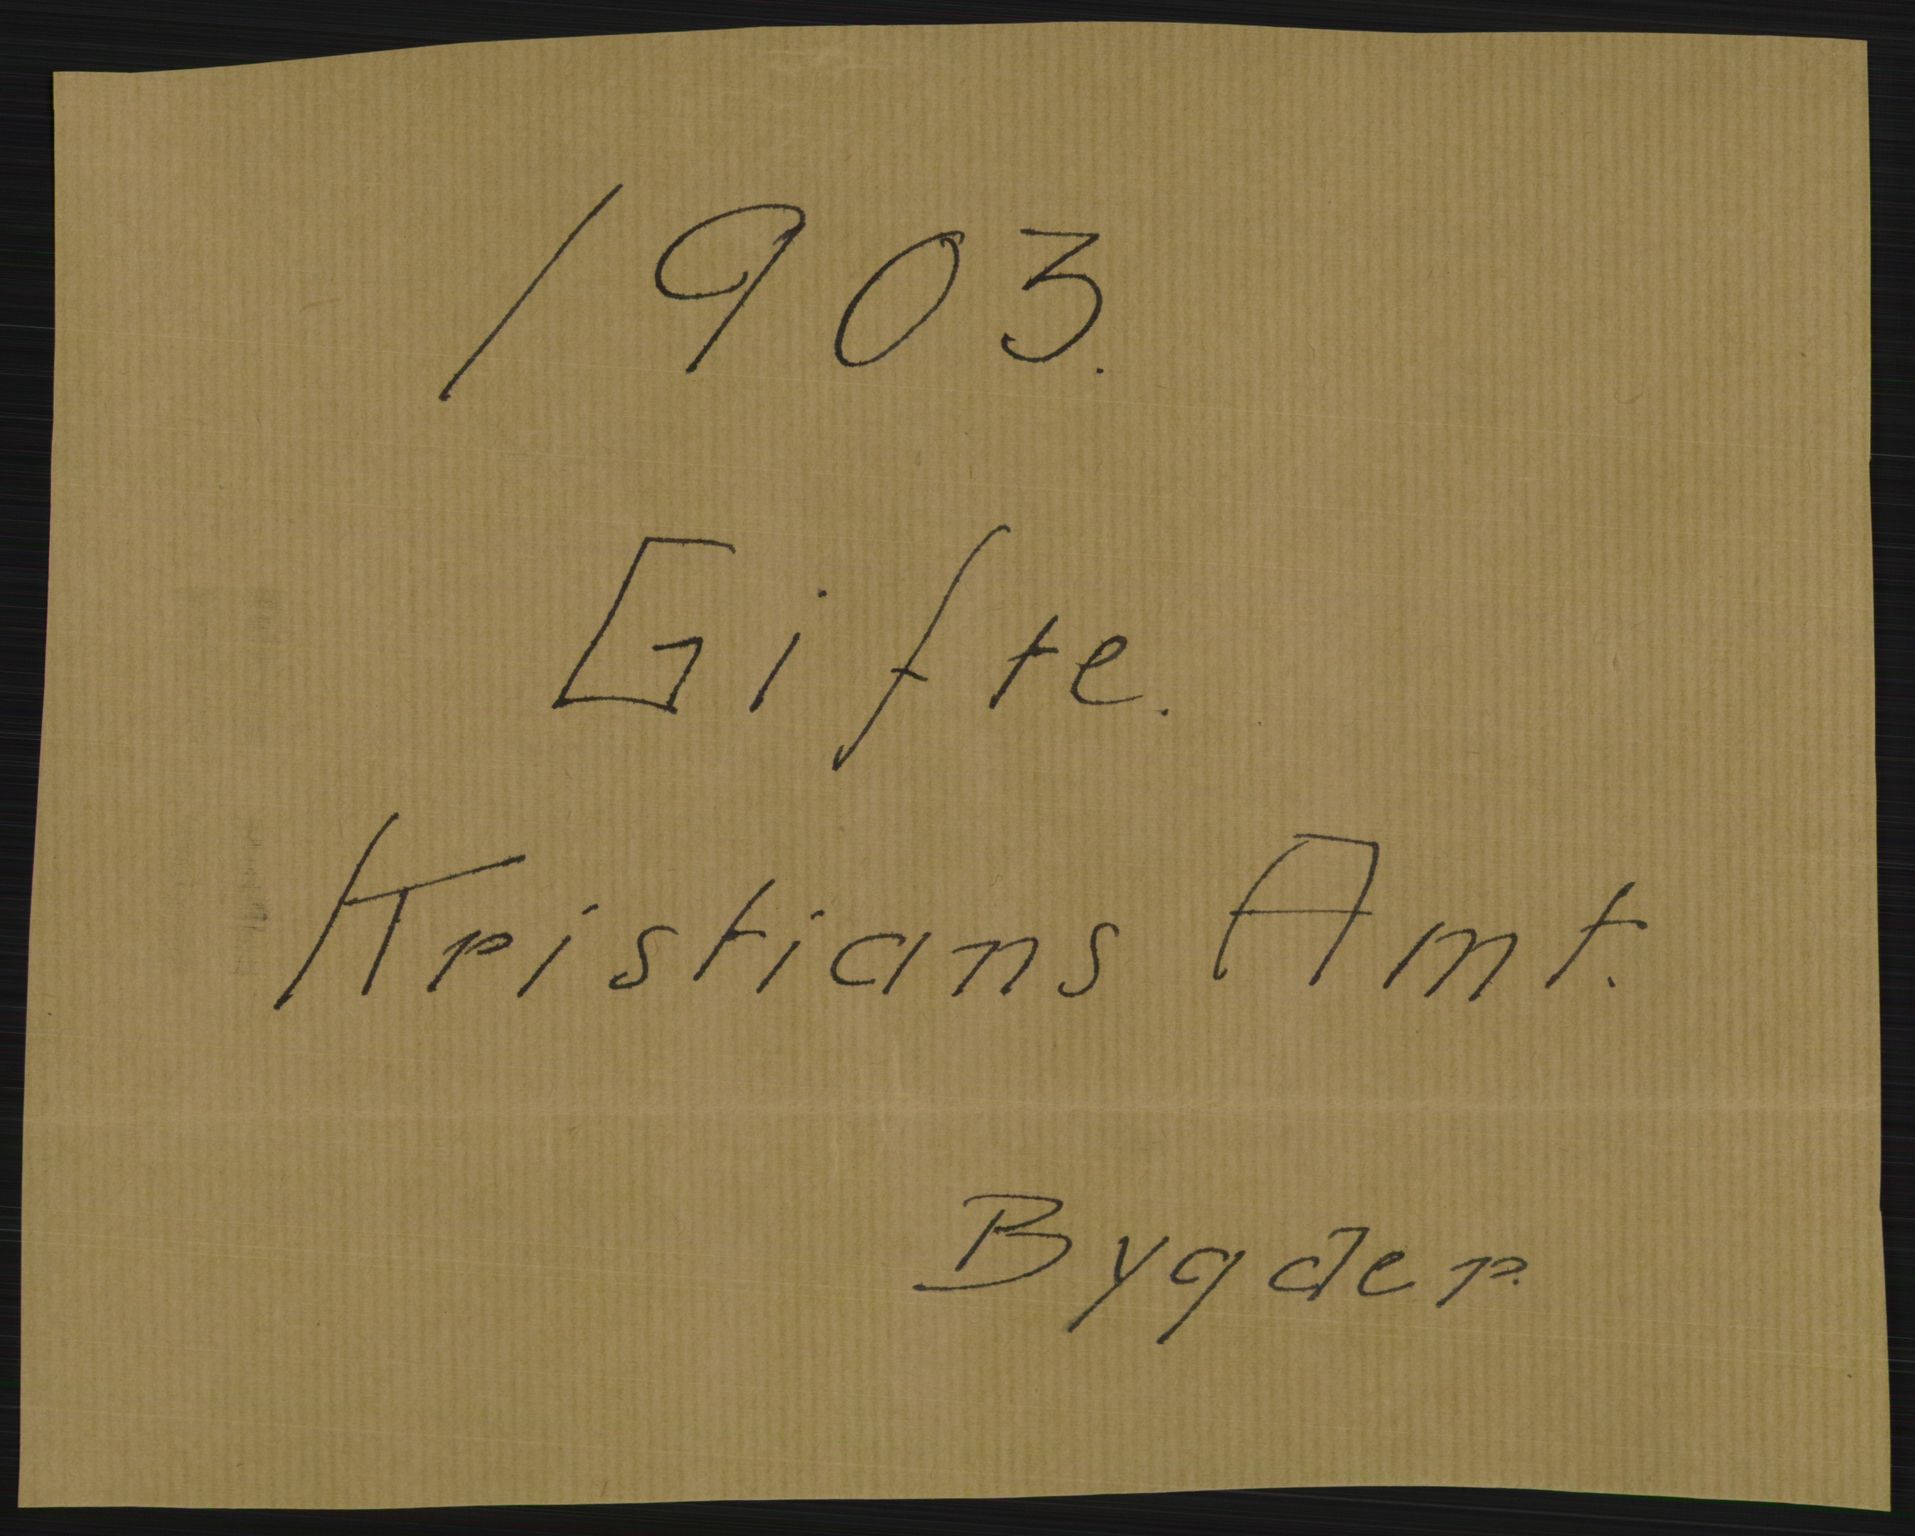 1903.
Gifte.
Kristians Amt.
Bygder.